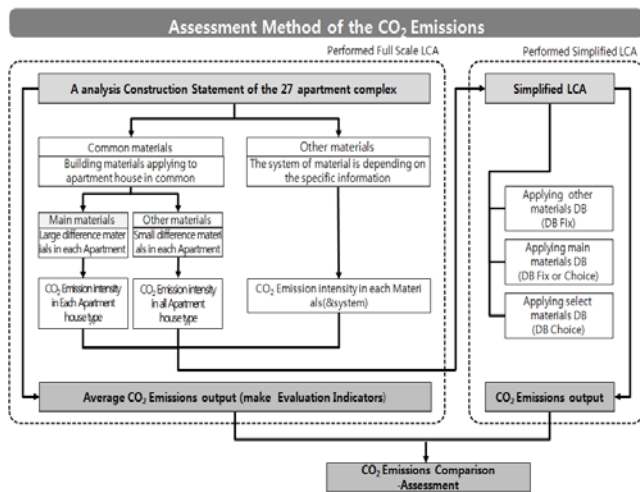 Assessment Method of the CO₂ Emissions
Performed Full Scale LCA
Performed Simplified LCA
A analysis Construction Statement of the 27 apartment complex
Simplified LCA
Common materials
Building materials applying to
apartment house in common
Other materials
The system of material is depending on
the specific information
Main materials
Large difference mater
ials in each Apartment
Other materials
Small difference materi
als in each Apartment
CO₂ Emission intensity
in Each Apartment
house type
CO₂ Emission intensity
in all Apartment
house type
CO₂ Emission intensity in each Materi
als(&system)
Applying other
materials DB
(DB Fix)
Applying main
materials DB
(DB Fix or Choice)
Applying select
materials DB
(DB Choice)
Average CO₂ Emissions output (make Evaluation Indicators)
CO₂ Emissions output
CO₂ Emissions Comparison
-Assessment